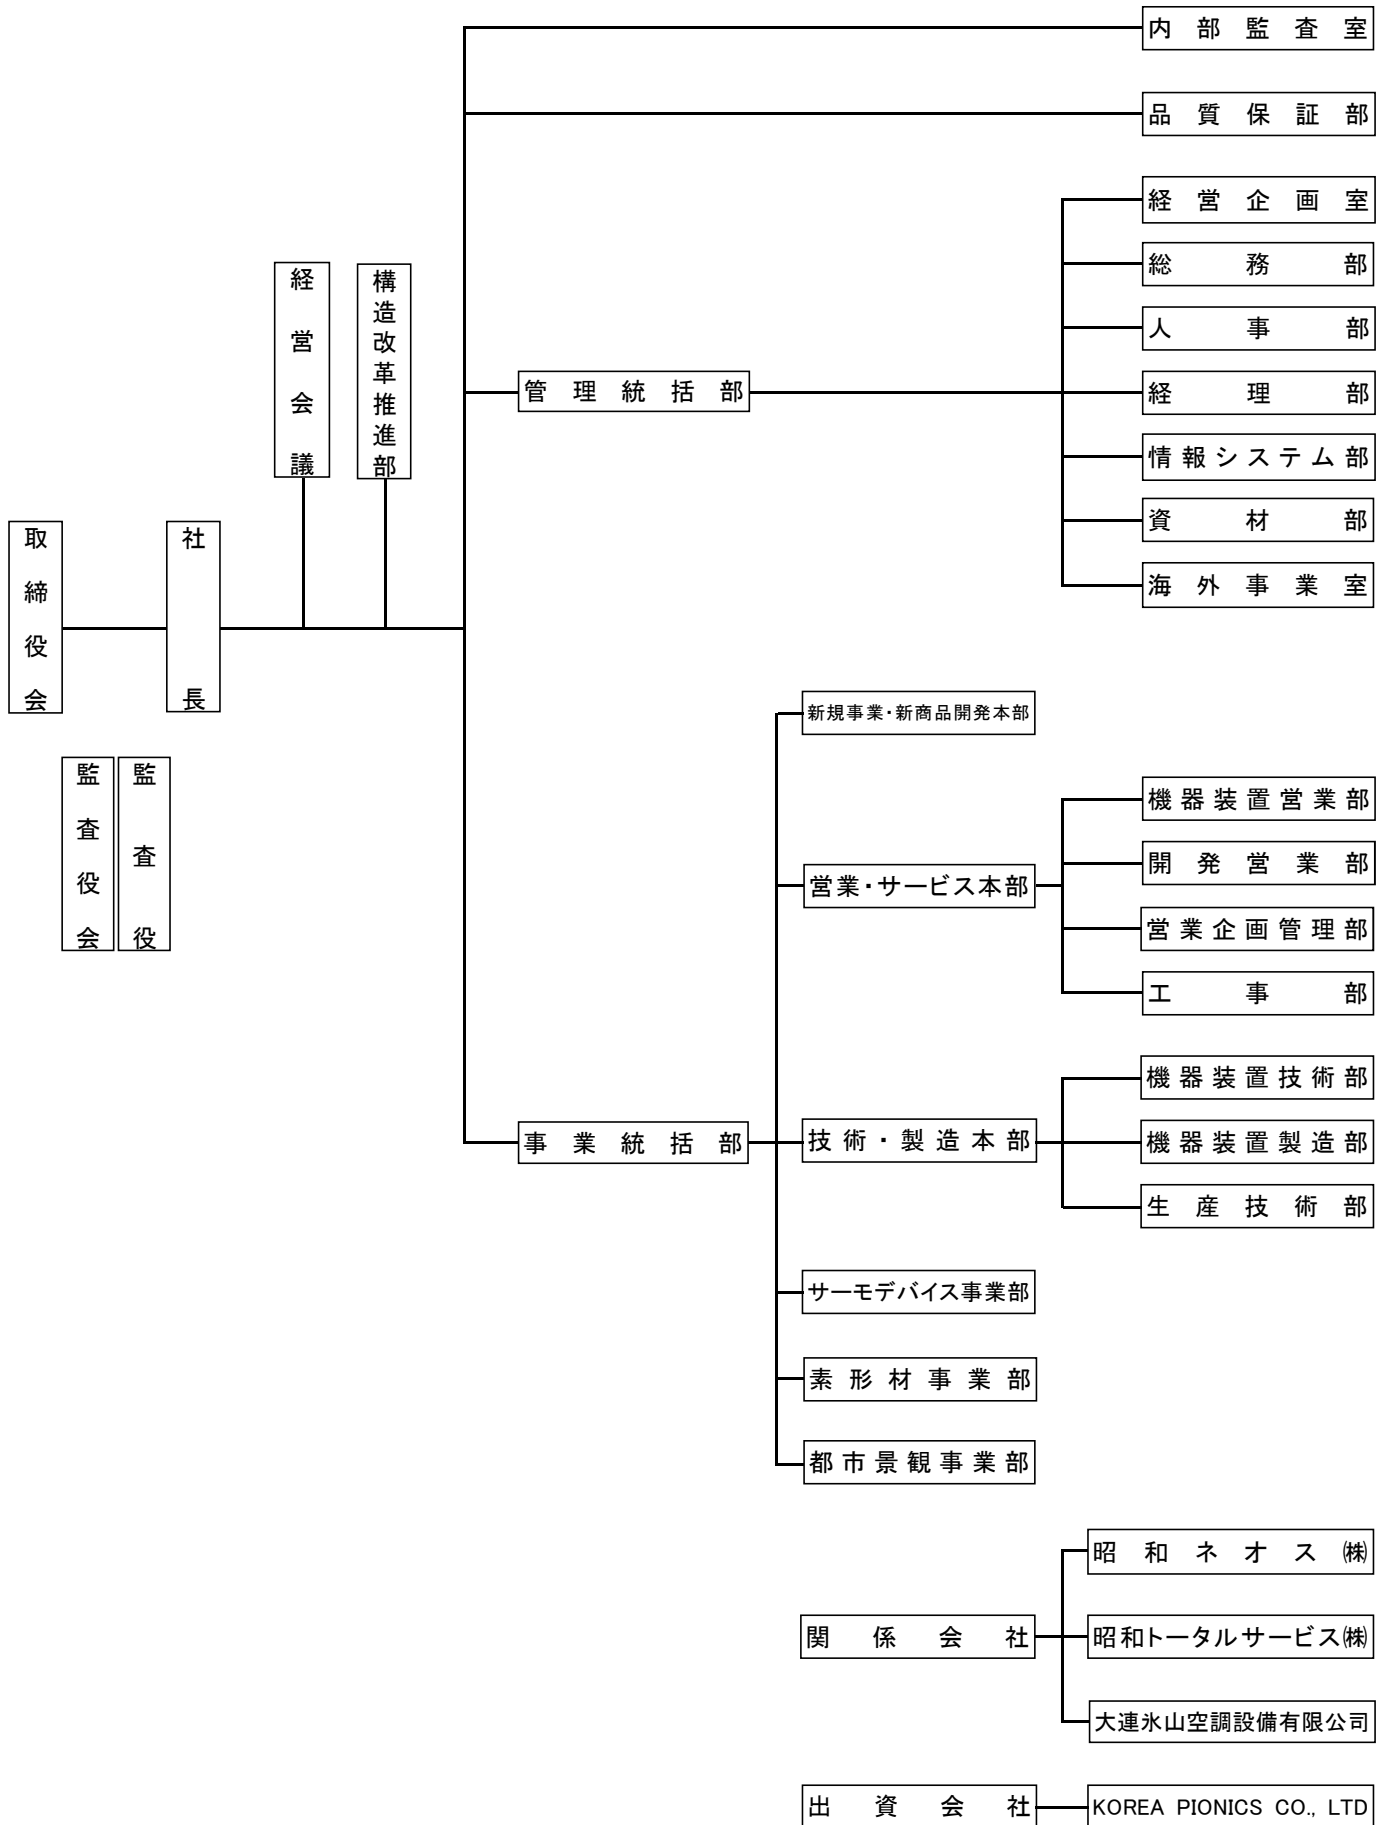 内部監査室
品質保証部
経営企画室
総務部
人事部
経営会議
構造改革推進部
管理統括部
経理部
情報システム部
資材部
海外事業室
取締役会
社長
新規事業・新商品開発本部
監査役会
監査役
機器装置営業部
開発営業部
営業・サービス本部
営業企画管理部
工事部
機器装置技術部
事業統括部
技術・製造本部
機器装置製造部
生産技術部
サーモデバイス事業部
素形材事業部
都市景観事業部
昭和ネオス㈱
関係会社
昭和トータルサービス㈱
大連氷山空調設備有限公司
出資会社
KOREA PIONICS CO., LTD